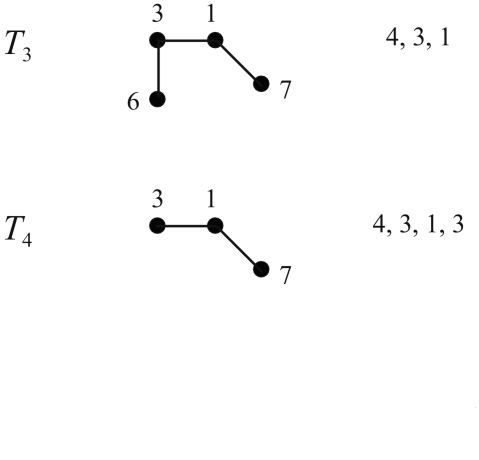 3 1
T₃ 4, 3, 1
7
6
3 1
T₄ 4, 3, 1, 3
7